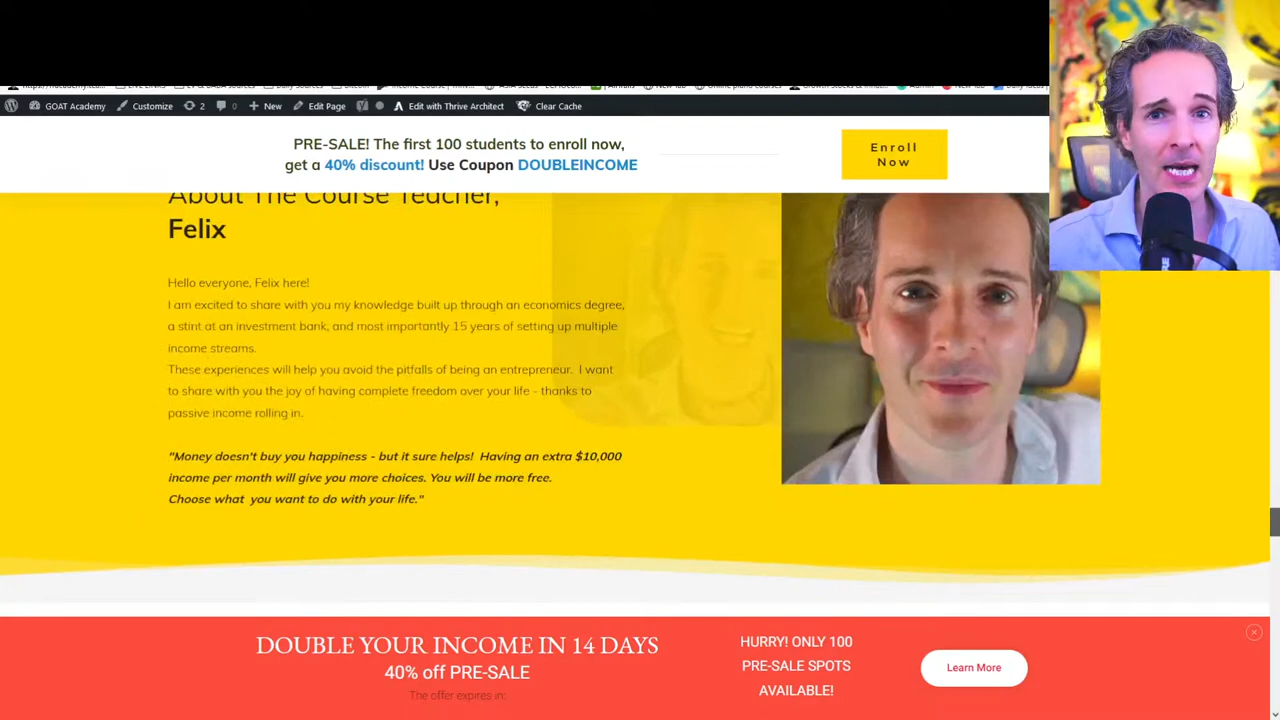 GOAT Academy Customize 2 0 New Edit Page Edit with Thrive Architect Clear Cache
PRE-SALE! The first 100 students to enroll now,
get a 40% discount! Use Coupon DOUBLEINCOME
Enroll
Now
About The Course Teacher,
Felix
Hello everyone, Felix here!
I am excited to share with you my knowledge built up through an economics degree,
a stint at an investment bank, and most importantly 15 years of setting up multiple
income streams.
These experiences will help you avoid the pitfalls of being an entrepreneur. I want
to share with you the joy of having complete freedom over your life - thanks to
passive income rolling in.
"Money doesn't buy you happiness - but it sure helps! Having an extra $10,000
income per month will give you more choices. You will be more free.
Choose what you want to do with your life."
DOUBLE YOUR INCOME IN 14 DAYS
40% off PRE-SALE
The offer expires in:
HURRY! ONLY 100
PRE-SALE SPOTS
AVAILABLE!
Learn More